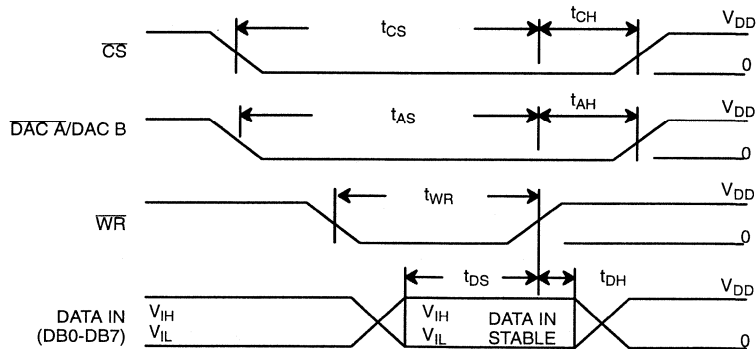 tCS
tCH
VDD
CS
0
tAS
tAH
VDD
DAC A/DAC B
0
tWR
VDD
WR
0
tDS
tDH
VDD
DATA IN
(DB0-DB7)
VIH
VIL
VIH
VIL
DATA IN
STABLE
0